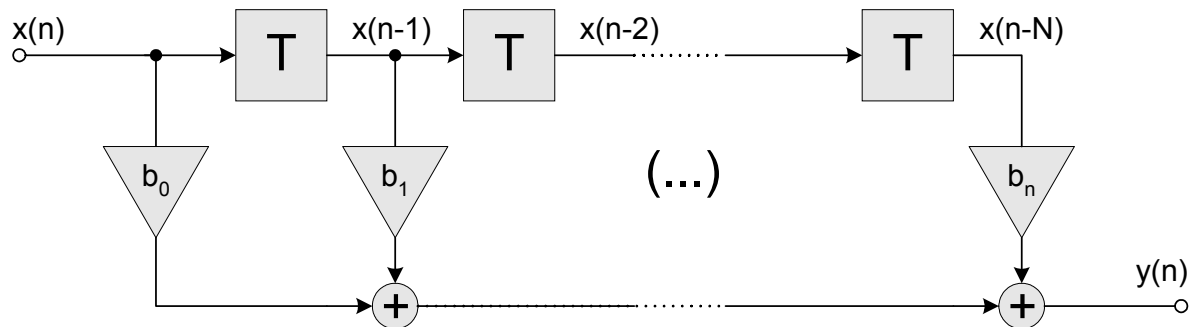 x(n)
T
x(n-1)
T
x(n-2)
T
x(n-N)
b₀
b₁
(...)
bₙ
+
+
y(n)